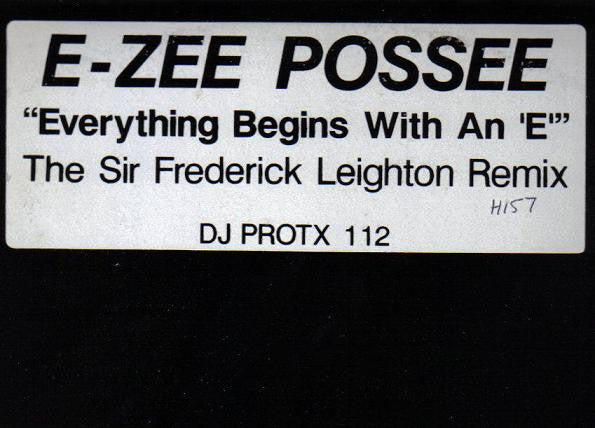 E-ZEE POSSEE
“Everything Begins With An 'E'”
The Sir Frederick Leighton Remix
H157
DJ PROTX 112